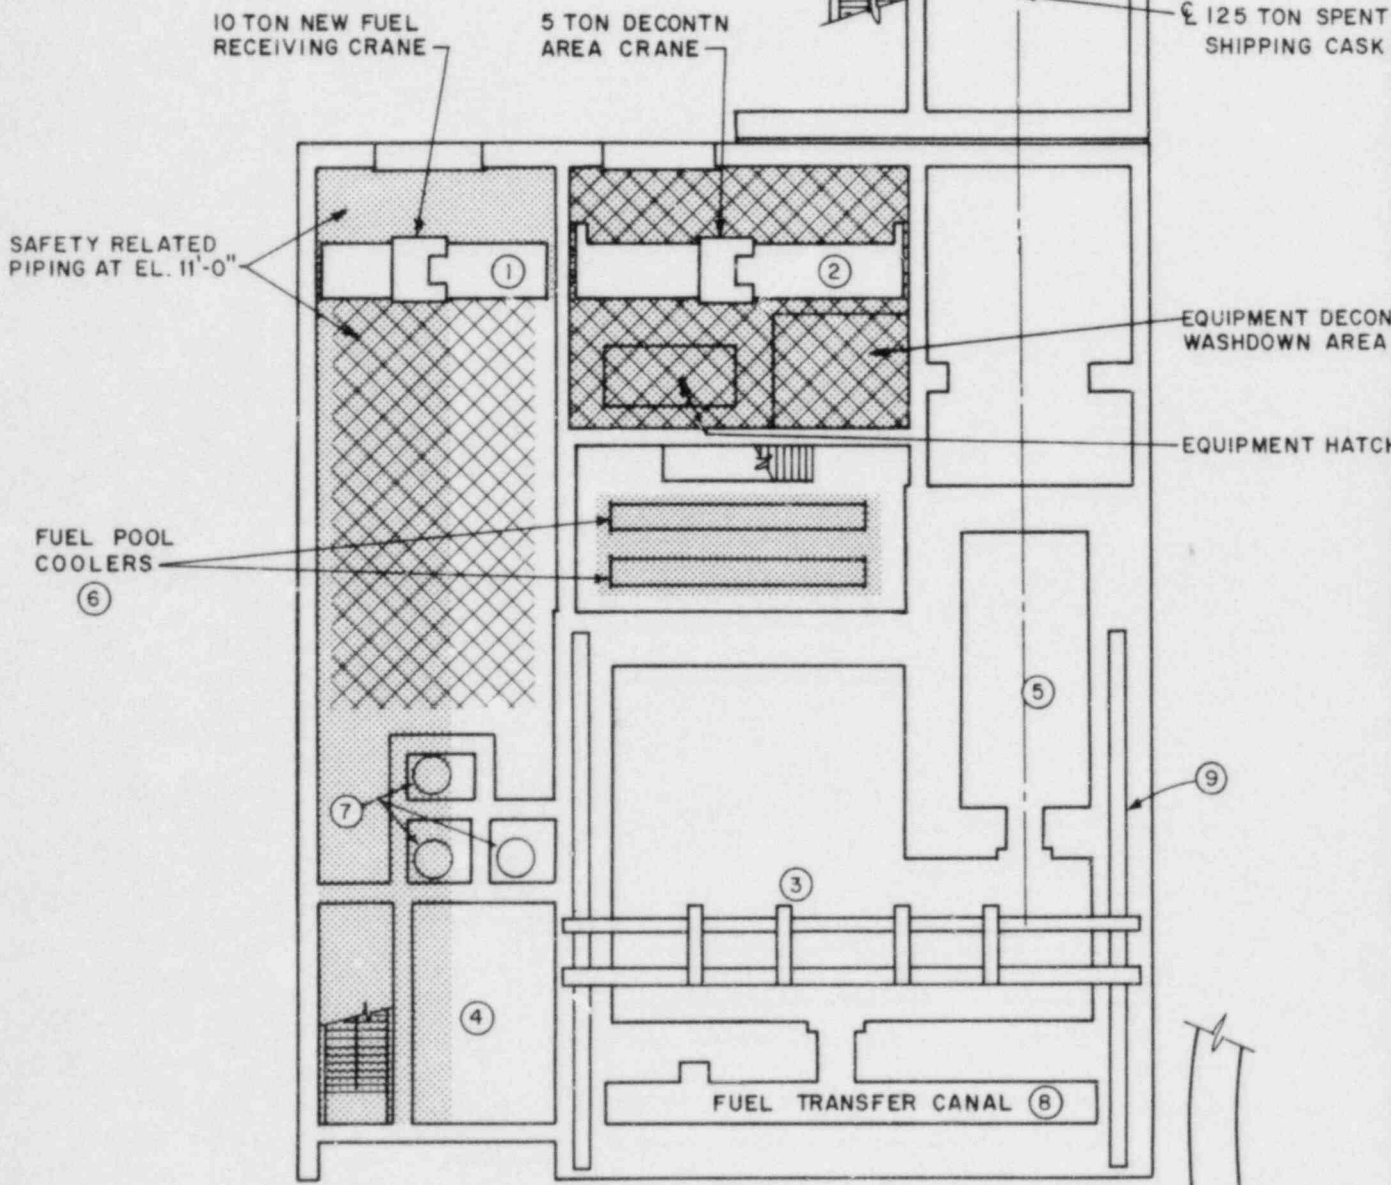 10 TON NEW FUEL
RECEIVING CRANE
5 TON DECONTN
AREA CRANE
℄ 125 TON SPENT
SHIPPING CASK
SAFETY RELATED
PIPING AT EL. 11'-0"
①
②
EQUIPMENT DECON
WASHDOWN AREA
EQUIPMENT HATCH
FUEL POOL
COOLERS
⑥
⑤
⑨
⑦
③
④
FUEL TRANSFER CANAL ⑧